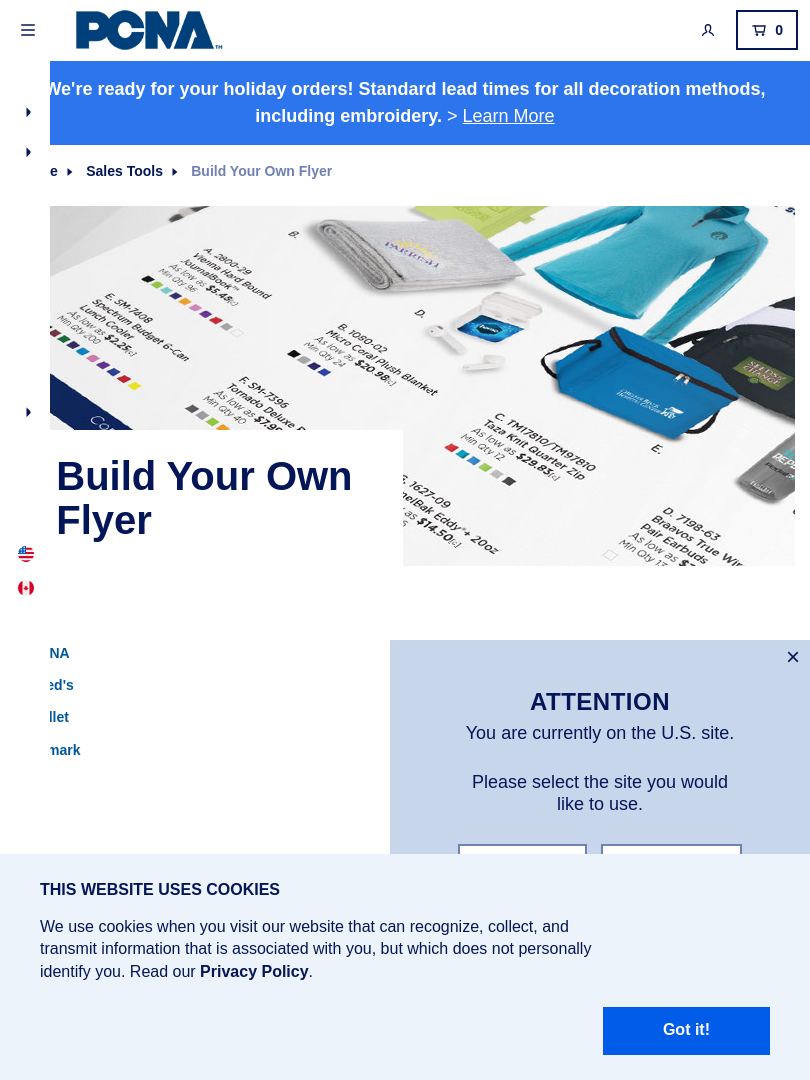 PCNA™
0
We're ready for your holiday orders! Standard lead times for all decoration methods,
including embroidery. > Learn More
e Sales Tools Build Your Own Flyer
B.
A. 2800-29
Vienna Hard Bound
JournalBook™
As low as $5.48[c]
Min Qty 96
PARRISH
D.
E. SM-7408
Spectrum Budget 6-Can
Lunch Cooler
As low as $2.25[c]
Min Qty 200
B. 1080-02
Micro Coral Plush Blanket
As low as $20.98[c]
Min Qty 24
F. SM-7396
Tornado Deluxe
As low as $7.98
Min Qty 40
C. TM17810/TM97810
Taza Knit Quarter Zip
As low as $29.83[c]
Min Qty 12
E.
E. 1627-09
CamelBak Eddy®+ 20oz
$14.50[c]
D. 7198-63
Braavos True
Pair Earbuds
As low as
Min Qty
Build Your Own
Flyer
NA
ed's
llet
mark
×
ATTENTION
You are currently on the U.S. site.
Please select the site you would
like to use.
THIS WEBSITE USES COOKIES
We use cookies when you visit our website that can recognize, collect, and
transmit information that is associated with you, but which does not personally
identify you. Read our Privacy Policy.
Got it!